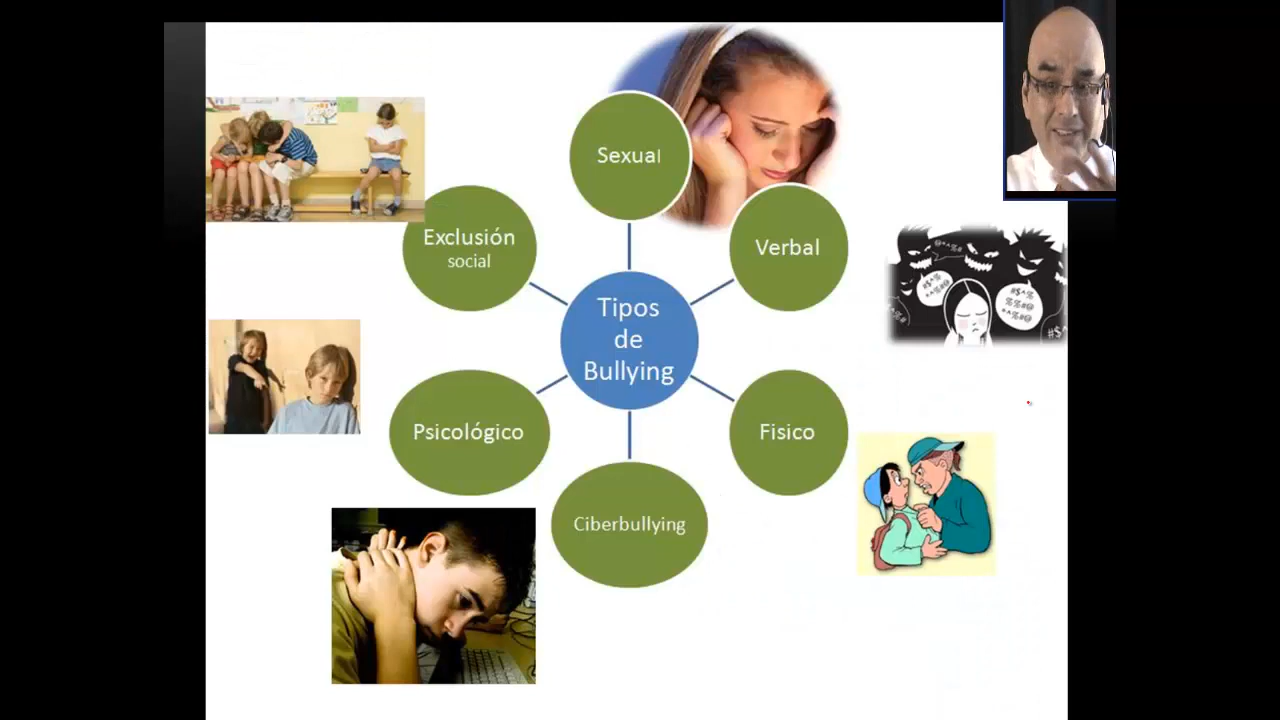 Tipos
de
Bullying
Sexual
Verbal
Fisico
Ciberbullying
Psicológico
Exclusión
social
@*^%#
#$^%
*^%@
#$^%
%%#@
^*%#@